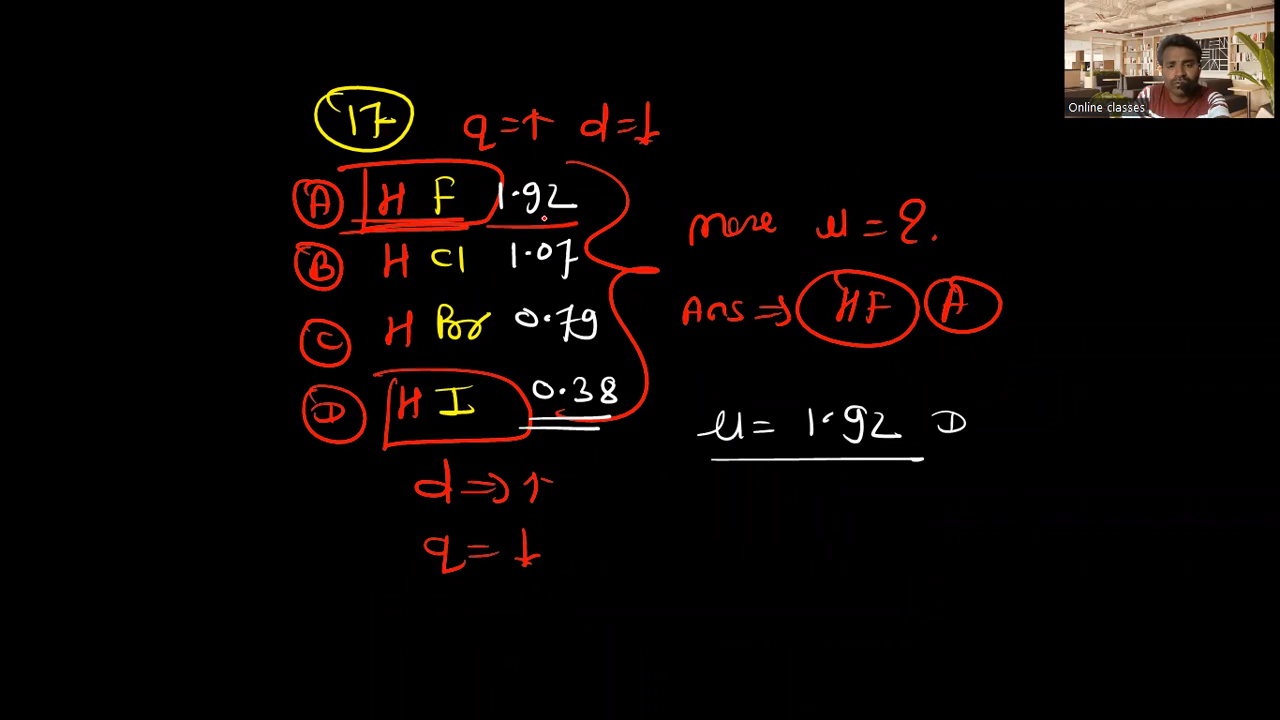 17 q=↑ d=↓
A HF 1.92
B HCl 1.07
C HBr 0.79
D HI 0.38
d⇒↑
q=↓
more μ=?.
Ans⇒ HF A
μ= 1.92 D
Online classes